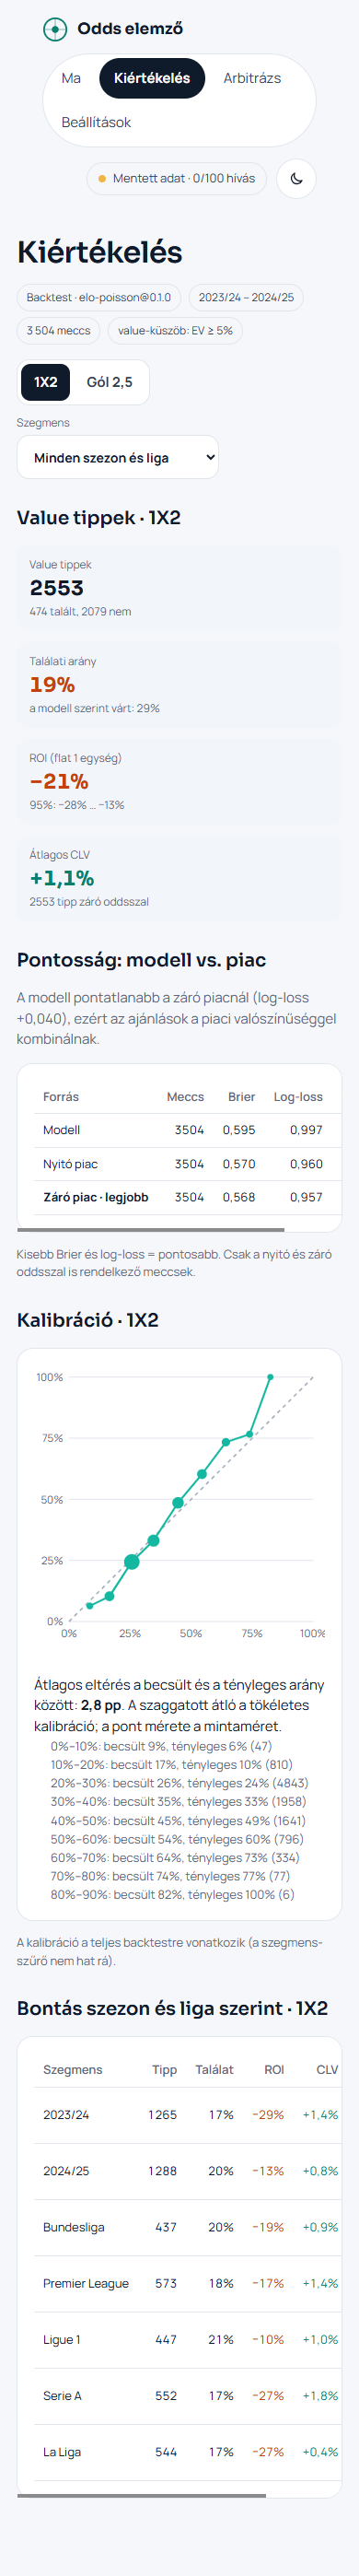 Odds elemző
Ma Kiértékelés Arbitrázs
Beállítások
Mentett adat · 0/100 hívás
Kiértékelés
Backtest · elo-poisson@0.1.0 2023/24 – 2024/25
3 504 meccs value-küszöb: EV ≥ 5%
1X2 Gól 2,5
Szegmens
Minden szezon és liga
Value tippek · 1X2
Value tippek
2553
474 talált, 2079 nem
Találati arány
19%
a modell szerint várt: 29%
ROI (flat 1 egység)
−21%
95%: −28% … −13%
Átlagos CLV
+1,1%
2553 tipp záró oddsszal
Pontosság: modell vs. piac
A modell pontatlanabb a záró piacnál (log-loss
+0,040), ezért az ajánlások a piaci valószínűséggel
kombinálnak.
Forrás Meccs Brier Log-loss
Modell 3504 0,595 0,997
Nyitó piac 3504 0,570 0,960
Záró piac · legjobb 3504 0,568 0,957
Kisebb Brier és log-loss = pontosabb. Csak a nyitó és záró
oddsszal is rendelkező meccsek.
Kalibráció · 1X2
100%
75%
50%
25%
0%
0% 25% 50% 75% 100%
Átlagos eltérés a becsült és a tényleges arány
között: 2,8 pp. A szaggatott átló a tökéletes
kalibráció; a pont mérete a mintaméret.
0%–10%: becsült 9%, tényleges 6% (47)
10%–20%: becsült 17%, tényleges 10% (810)
20%–30%: becsült 26%, tényleges 24% (4843)
30%–40%: becsült 35%, tényleges 33% (1958)
40%–50%: becsült 45%, tényleges 49% (1641)
50%–60%: becsült 54%, tényleges 60% (796)
60%–70%: becsült 64%, tényleges 73% (334)
70%–80%: becsült 74%, tényleges 77% (77)
80%–90%: becsült 82%, tényleges 100% (6)
A kalibráció a teljes backtestre vonatkozik (a szegmens-
szűrő nem hat rá).
Bontás szezon és liga szerint · 1X2
Szegmens Tipp Találat ROI CLV
2023/24 1265 17% −29% +1,4%
2024/25 1288 20% −13% +0,8%
Bundesliga 437 20% −19% +0,9%
Premier League 573 18% −17% +1,4%
Ligue 1 447 21% −10% +1,0%
Serie A 552 17% −27% +1,8%
La Liga 544 17% −27% +0,4%